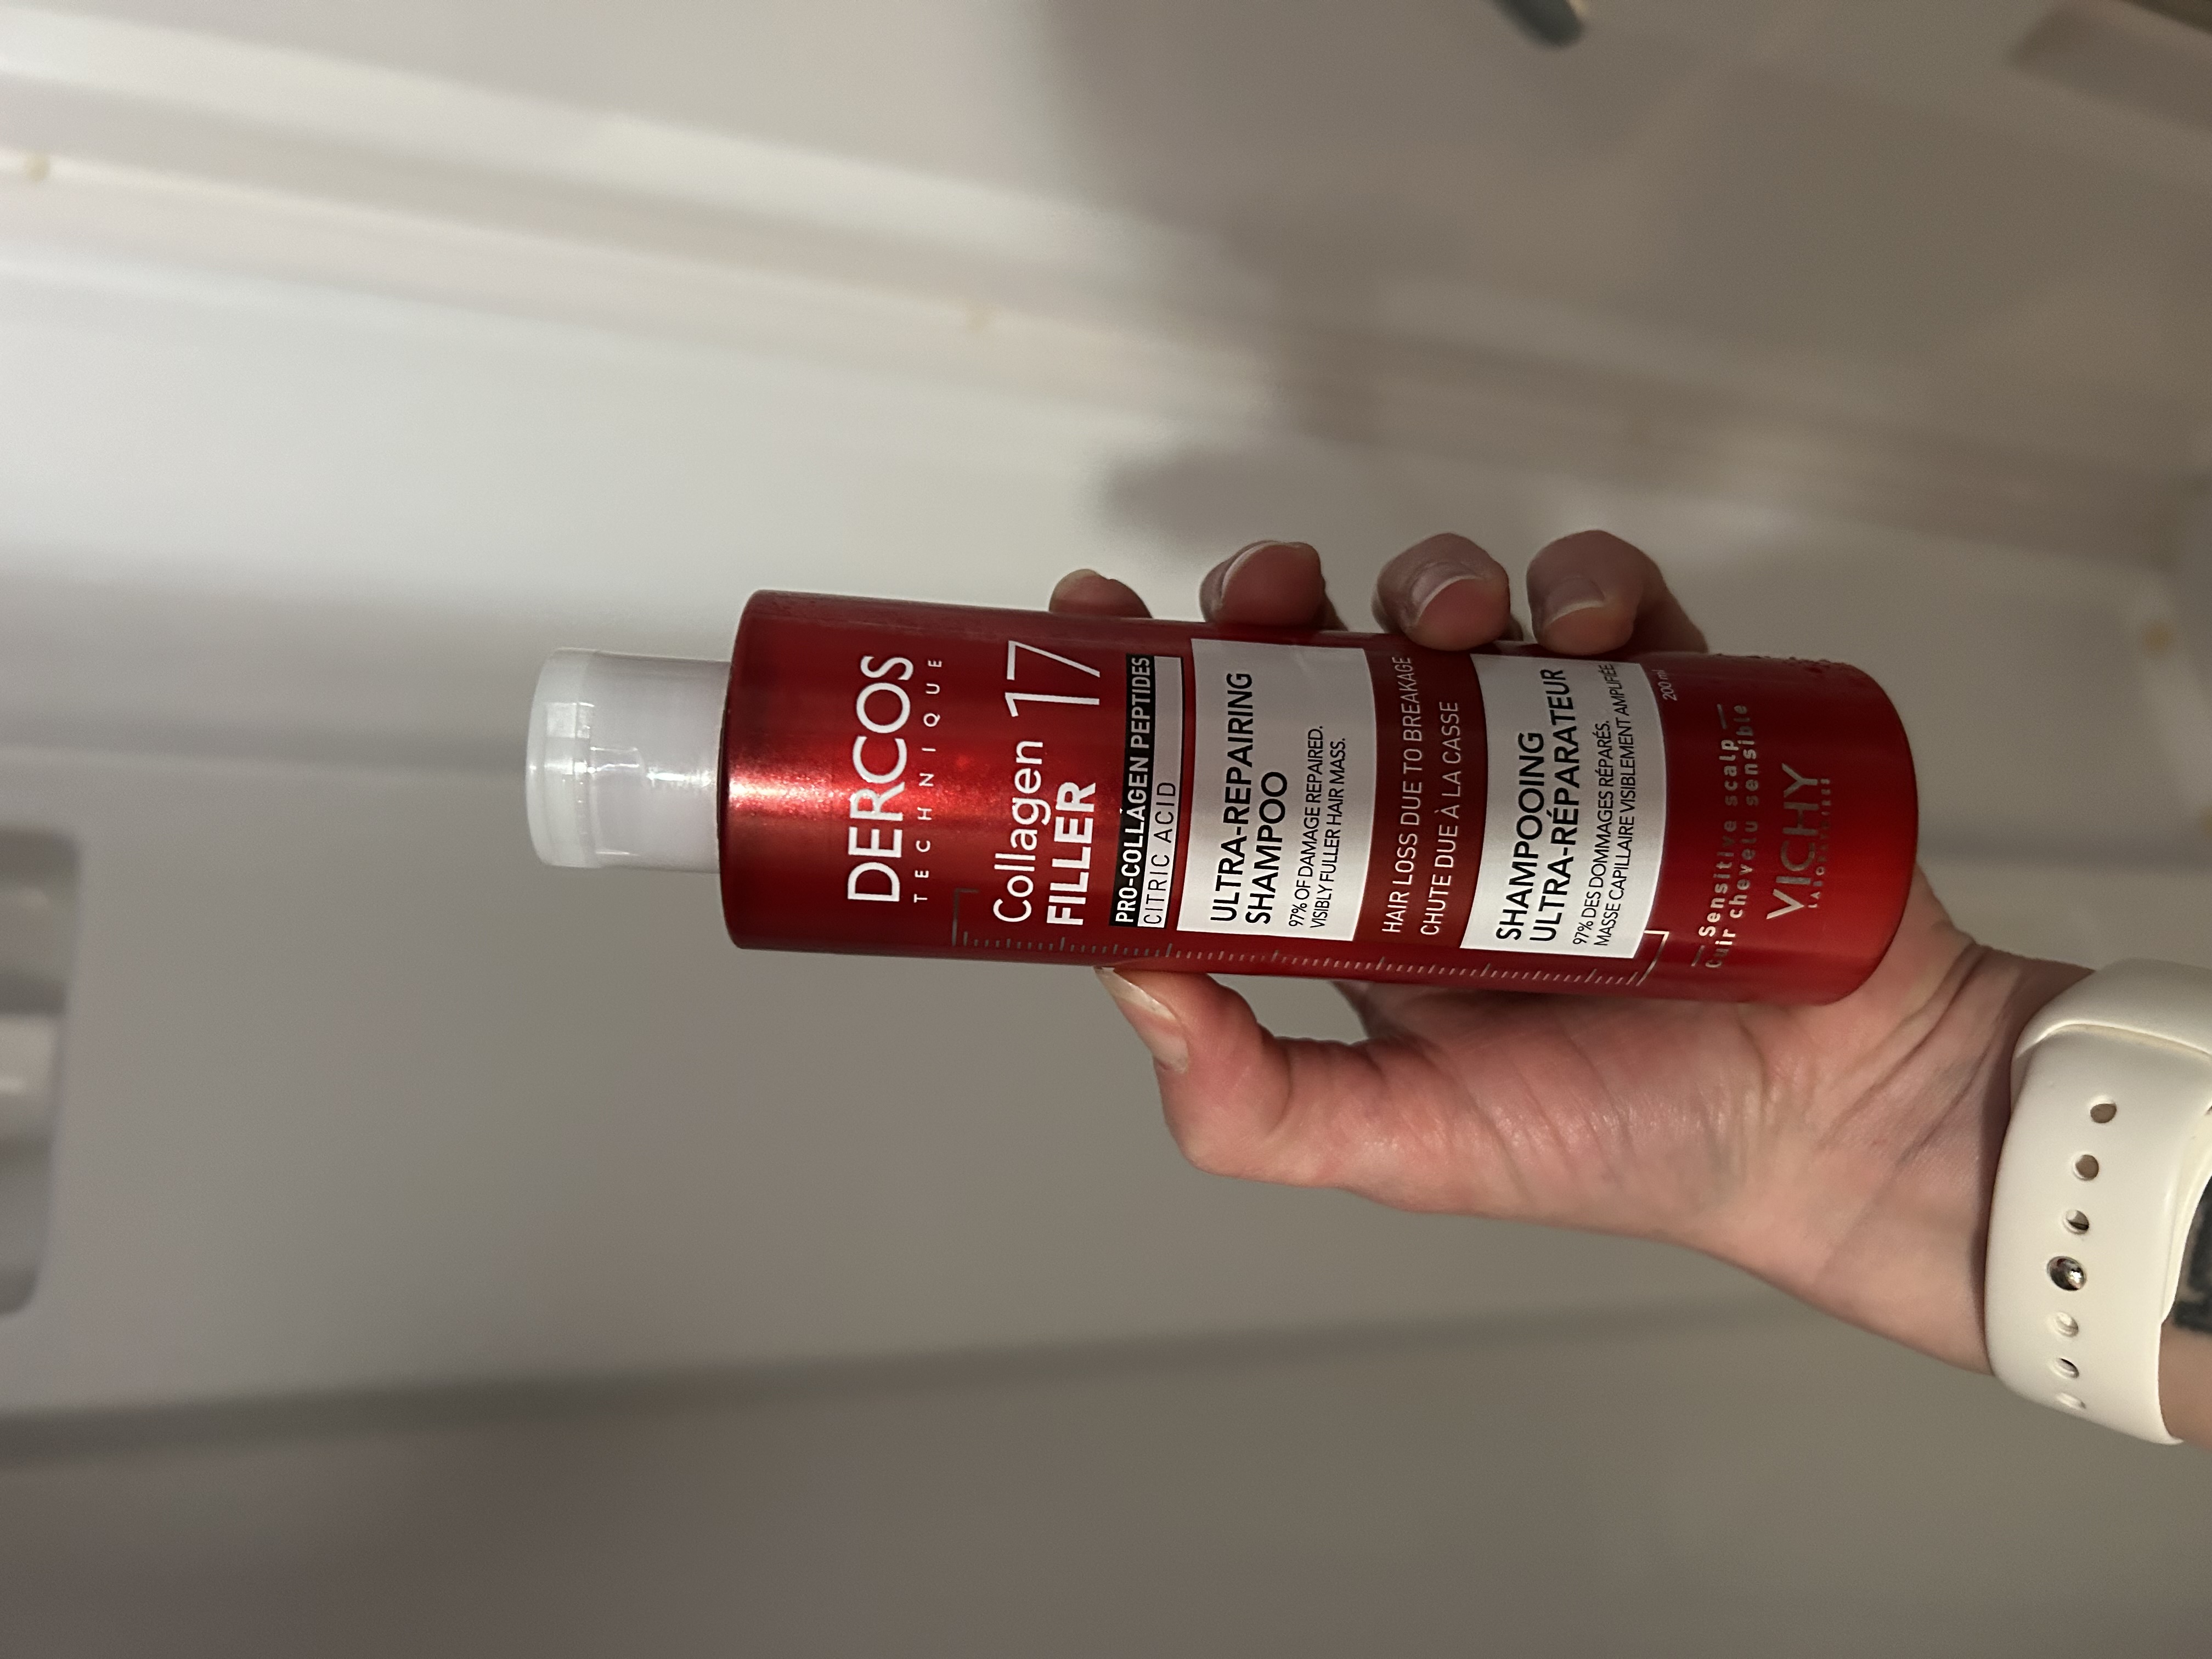 DERCOS
TECHNIQUE
Collagen 17
FILLER
PRO-COLLAGEN PEPTIDES
CITRIC ACID
ULTRA-REPAIRING
SHAMPOO
97% OF DAMAGE REPAIRED.
VISIBLY FULLER HAIR MASS.
HAIR LOSS DUE TO BREAKAGE
CHUTE DUE À LA CASSE
SHAMPOOING
ULTRA-RÉPARATEUR
97% DES DOMMAGES RÉPARÉS.
MASSE CAPILLAIRE VISIBLEMENT AMPLIFIÉE
200 ml
Sensitive scalp
Cuir chevelu sensible
VICHY
LABORATOIRES